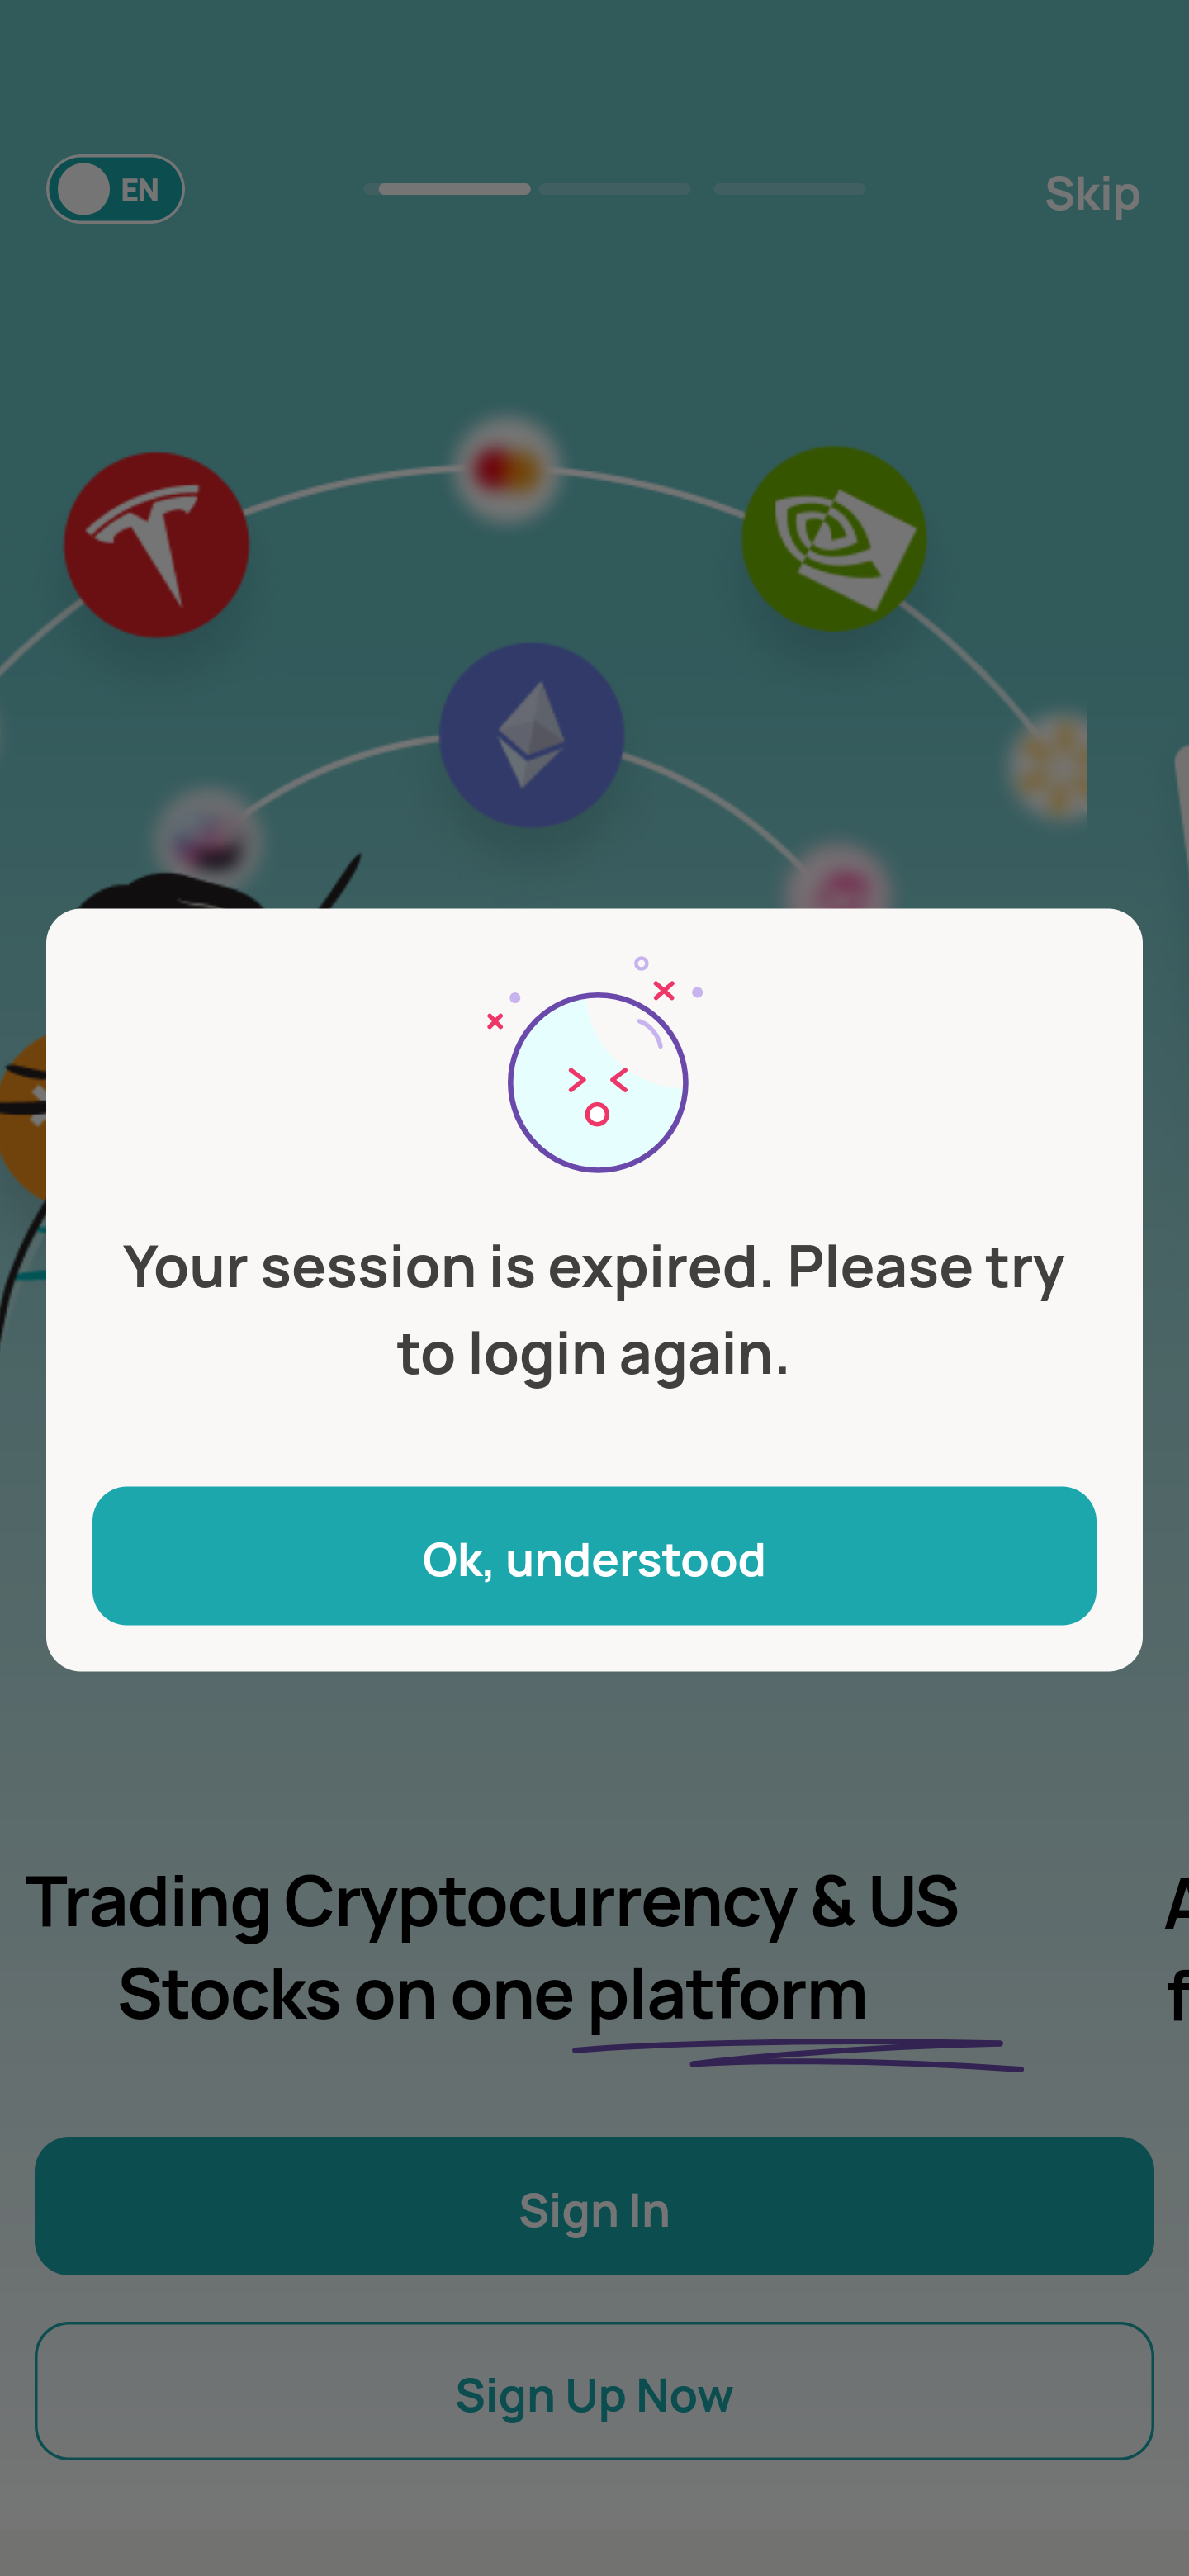 EN
Skip
Your session is expired. Please try
to login again.
Ok, understood
Trading Cryptocurrency & US
Stocks on one platform
A
f
Sign In
Sign Up Now